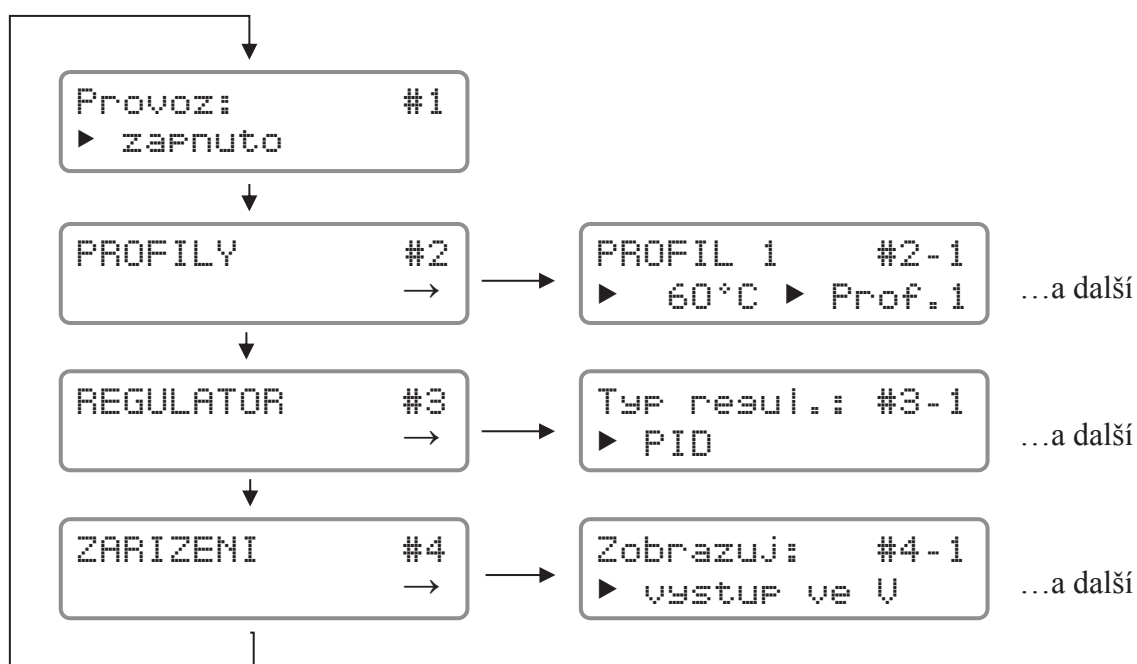 Provoz: #1
▶ zapnuto
PROFILY #2
→
PROFIL 1 #2-1
▶ 60°C ▶ Prof.1
…a další
REGULATOR #3
→
Typ regul.: #3-1
▶ PID
…a další
ZARIZENI #4
→
Zobrazuj: #4-1
▶ vystup ve V
…a další